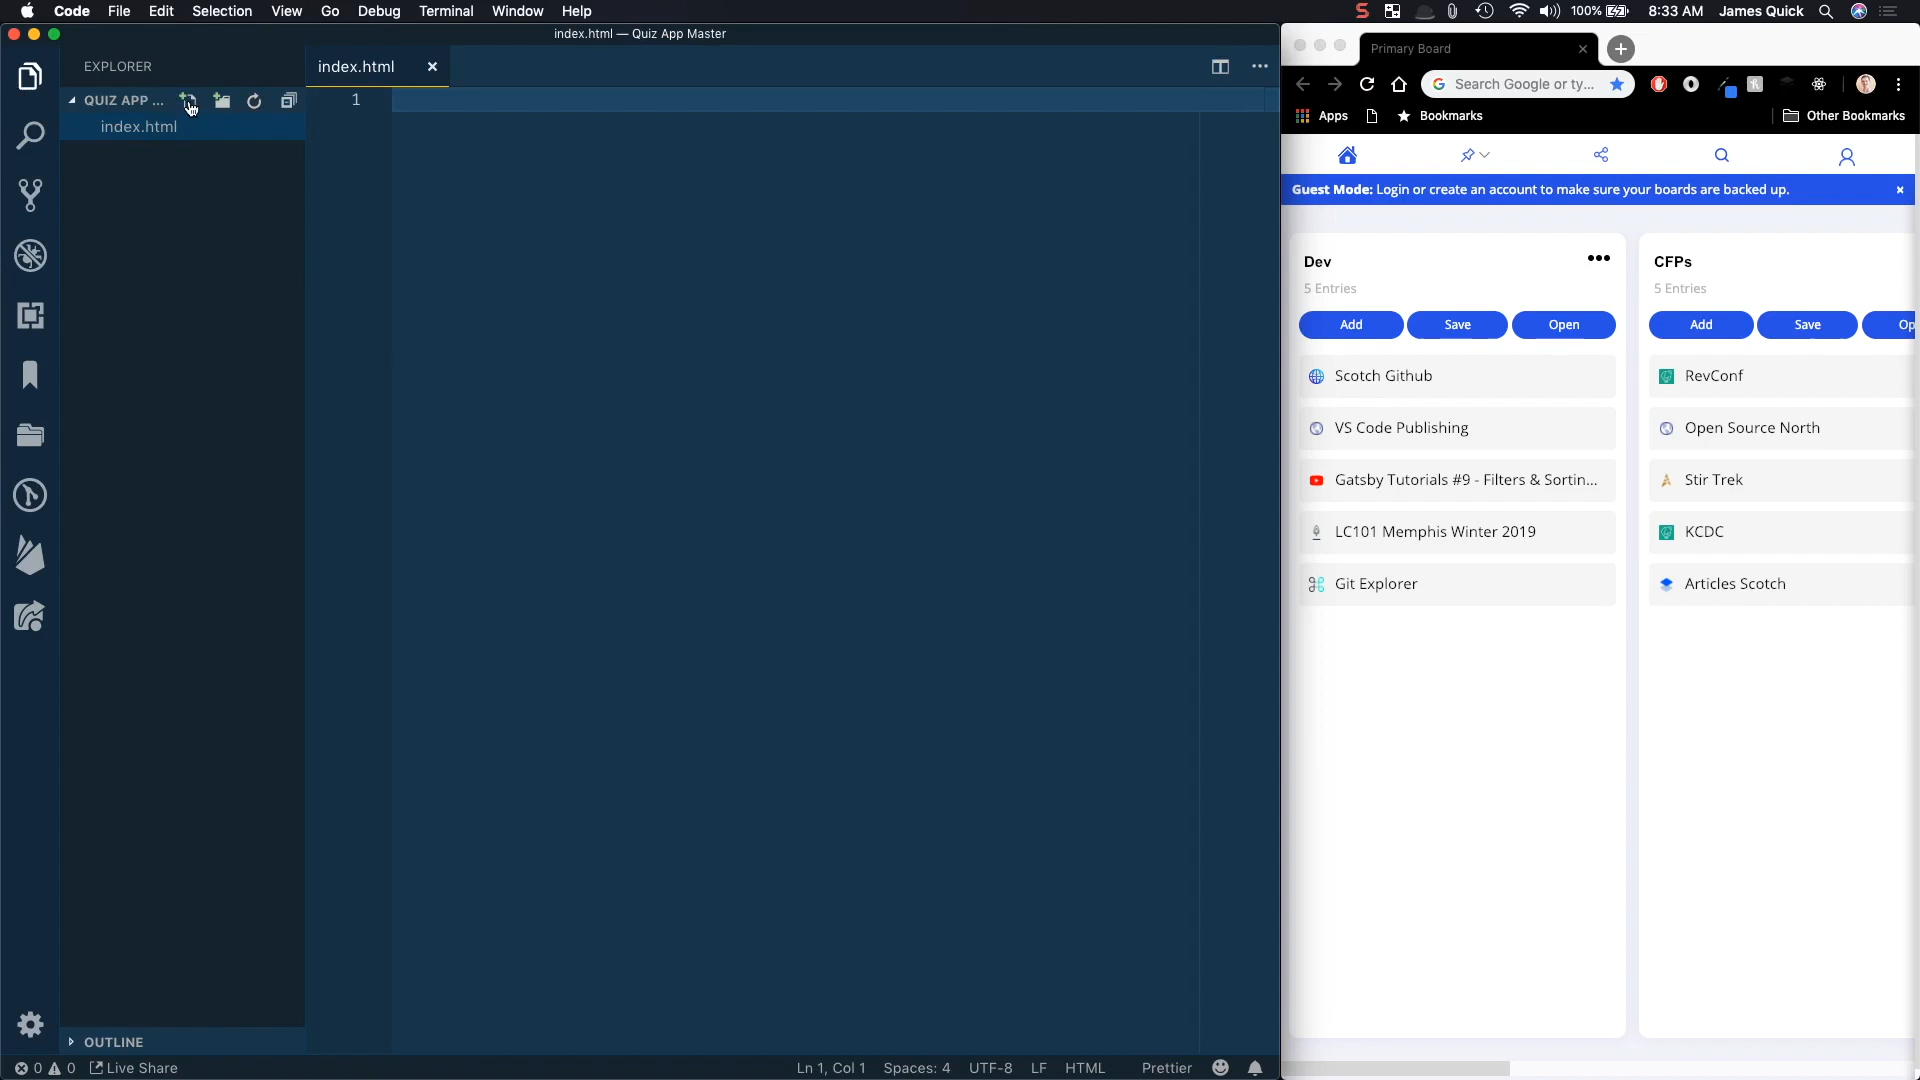 Code File Edit Selection View Go Debug Terminal Window Help
100% 8:33 AM James Quick
index.html — Quiz App Master
EXPLORER
QUIZ APP ...
index.html
index.html
1
OUTLINE
0 0 Live Share
Ln 1, Col 1 Spaces: 4 UTF-8 LF HTML Prettier
Primary Board
Search Google or ty...
Apps Bookmarks Other Bookmarks
Guest Mode: Login or create an account to make sure your boards are backed up.
Dev
5 Entries
Add Save Open
Scotch Github
VS Code Publishing
Gatsby Tutorials #9 - Filters & Sortin...
LC101 Memphis Winter 2019
Git Explorer
CFPs
5 Entries
Add Save Op
RevConf
Open Source North
Stir Trek
KCDC
Articles Scotch